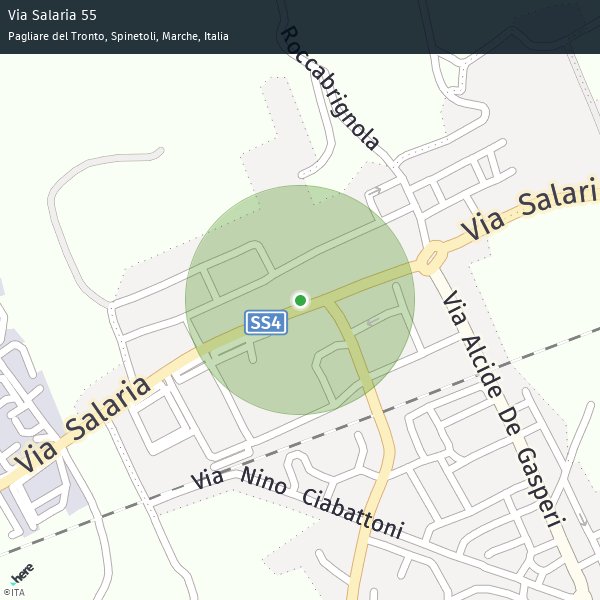 Via Salaria 55
Pagliare del Tronto, Spinetoli, Marche, Italia
Roccabrignola
Via Salari
SS4
Via Alcide De Gasperi
Via Salaria
Via Nino Ciabattoni
here
©ITA